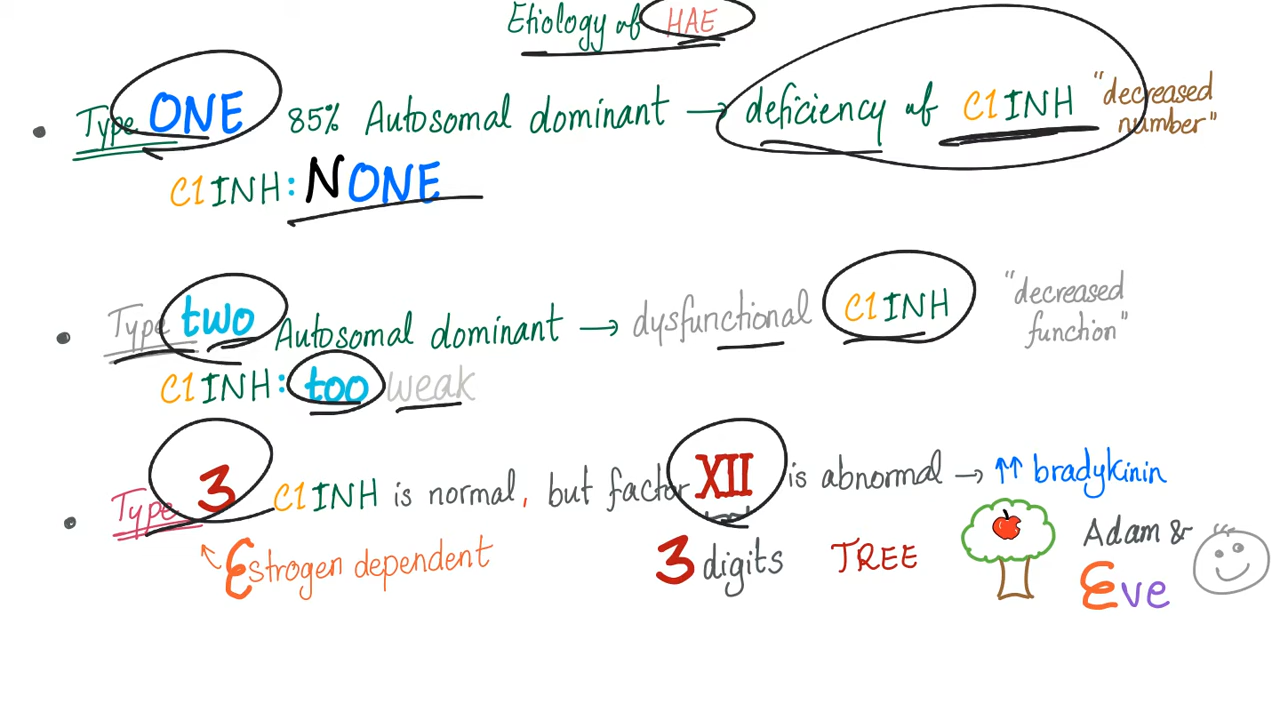 Etiology of HAE
Type ONE 85% Autosomal dominant → deficiency of C1INH "decreased number"
C1INH: NONE
Type two Autosomal dominant → dysfunctional C1INH "decreased function"
C1INH: too weak
Type 3 C1INH is normal, but factor XII is abnormal → ↑↑ bradykinin
Estrogen dependent 3 digits TREE Adam &
Eve